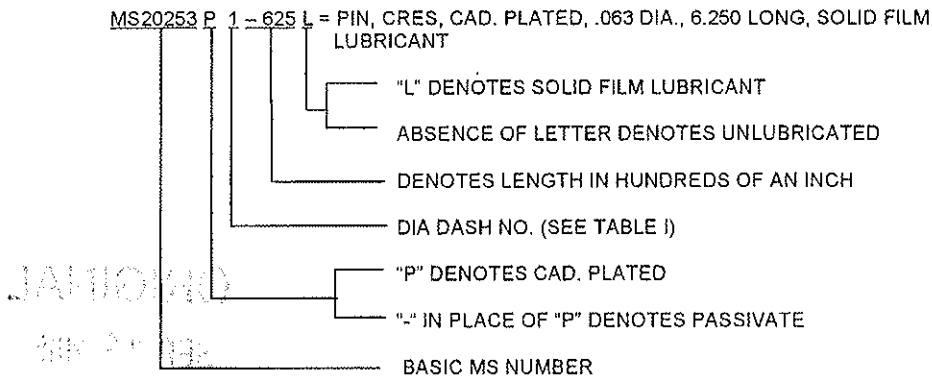 MS20253 P 1 – 625 L = PIN, CRES, CAD. PLATED, .063 DIA., 6.250 LONG, SOLID FILM
LUBRICANT
"L" DENOTES SOLID FILM LUBRICANT
ABSENCE OF LETTER DENOTES UNLUBRICATED
DENOTES LENGTH IN HUNDREDS OF AN INCH
DIA DASH NO. (SEE TABLE I)
"P" DENOTES CAD. PLATED
"-" IN PLACE OF "P" DENOTES PASSIVATE
ORIGINAL
BASIC MS NUMBER